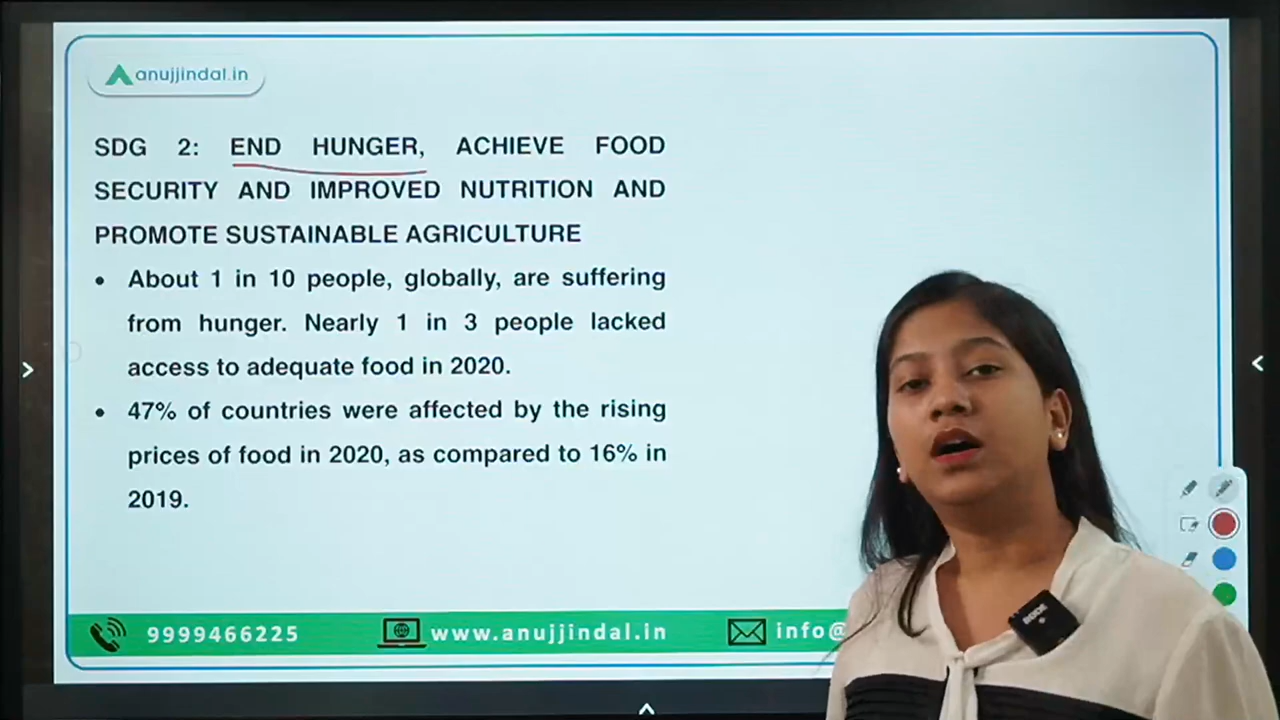 anujjindal.in
SDG 2: END HUNGER, ACHIEVE FOOD
SECURITY AND IMPROVED NUTRITION AND
PROMOTE SUSTAINABLE AGRICULTURE
• About 1 in 10 people, globally, are suffering
from hunger. Nearly 1 in 3 people lacked
access to adequate food in 2020.
• 47% of countries were affected by the rising
prices of food in 2020, as compared to 16% in
2019.
9999466225 www.anujjindal.in info@
RODE